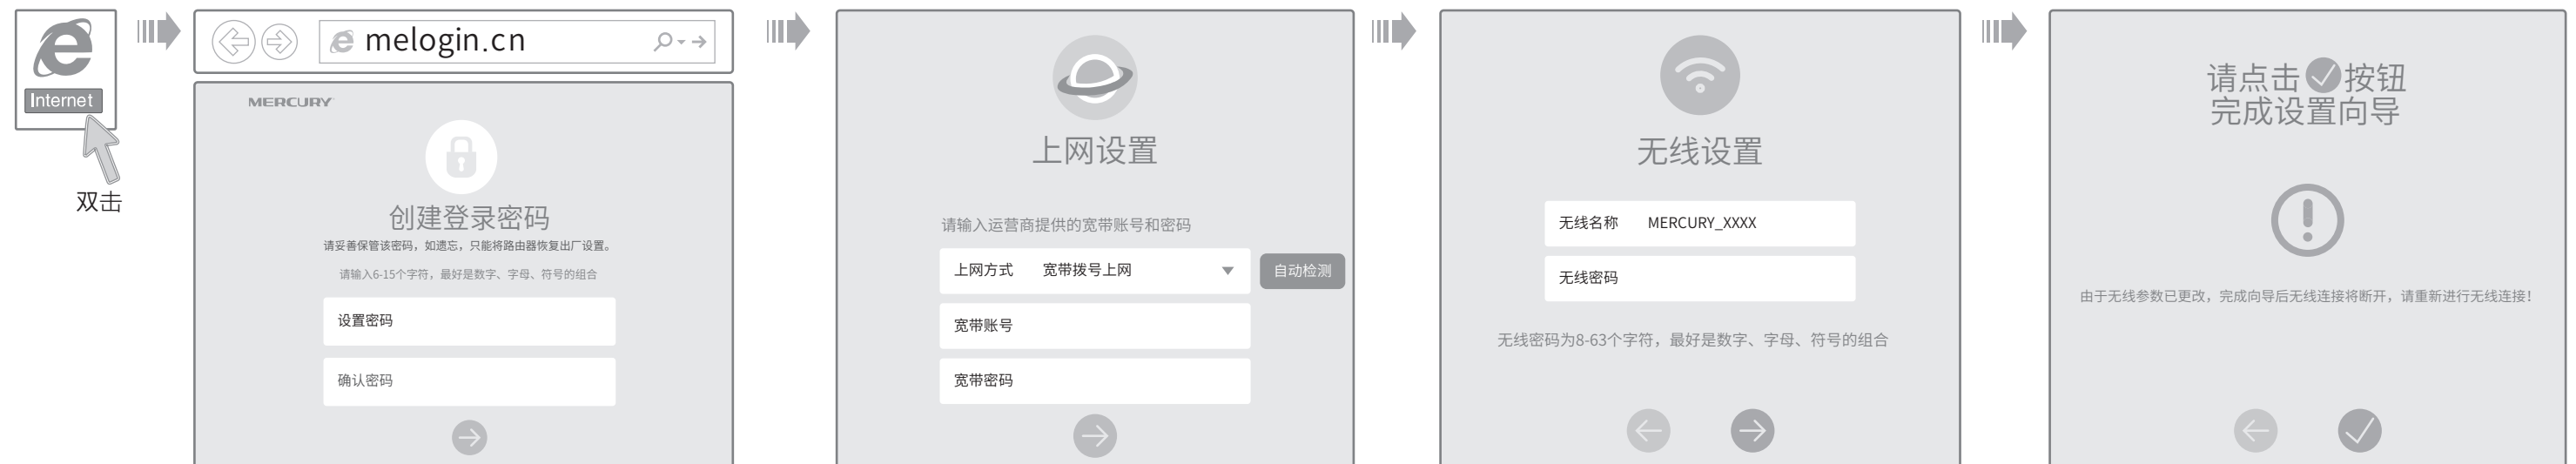 Internet
双击
melogin.cn
MERCURY
创建登录密码
请妥善保管该密码，如遗忘，只能将路由器恢复出厂设置。
请输入6-15个字符，最好是数字、字母、符号的组合
设置密码
确认密码
上网设置
请输入运营商提供的宽带账号和密码
上网方式 宽带拨号上网
自动检测
宽带账号
宽带密码
无线设置
无线名称 MERCURY_XXXX
无线密码
无线密码为8-63个字符，最好是数字、字母、符号的组合
请点击 按钮
完成设置向导
由于无线参数已更改，完成向导后无线连接将断开，请重新进行无线连接！